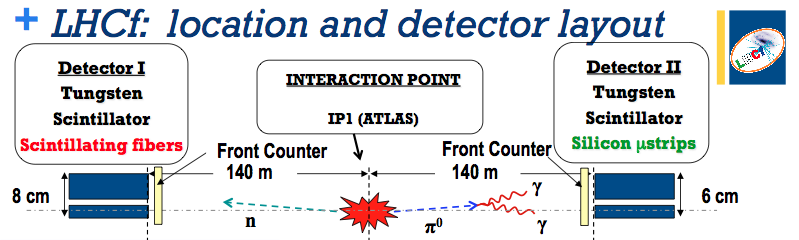 + LHCf: location and detector layout
Detector I
Tungsten
Scintillator
Scintillating fibers
INTERACTION POINT
IP1 (ATLAS)
Detector II
Tungsten
Scintillator
Silicon μstrips
LHCf
Front Counter
140 m
Front Counter
140 m
8 cm
n
π⁰
γ
γ
6 cm